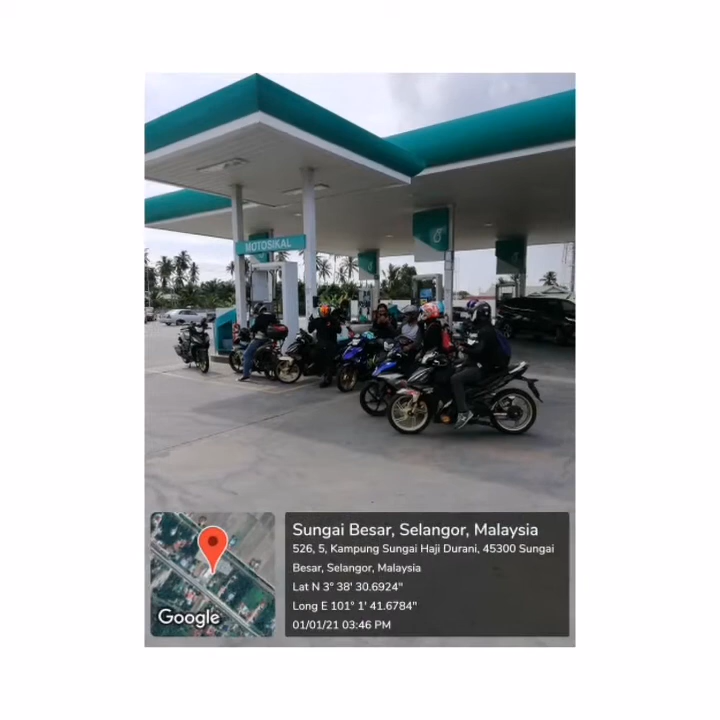 MOTOSIKAL
Sungai Besar, Selangor, Malaysia
526, 5, Kampung Sungai Haji Durani, 45300 Sungai
Besar, Selangor, Malaysia
Lat N 3° 38' 30.6924"
Long E 101° 1' 41.6784"
01/01/21 03:46 PM
Google